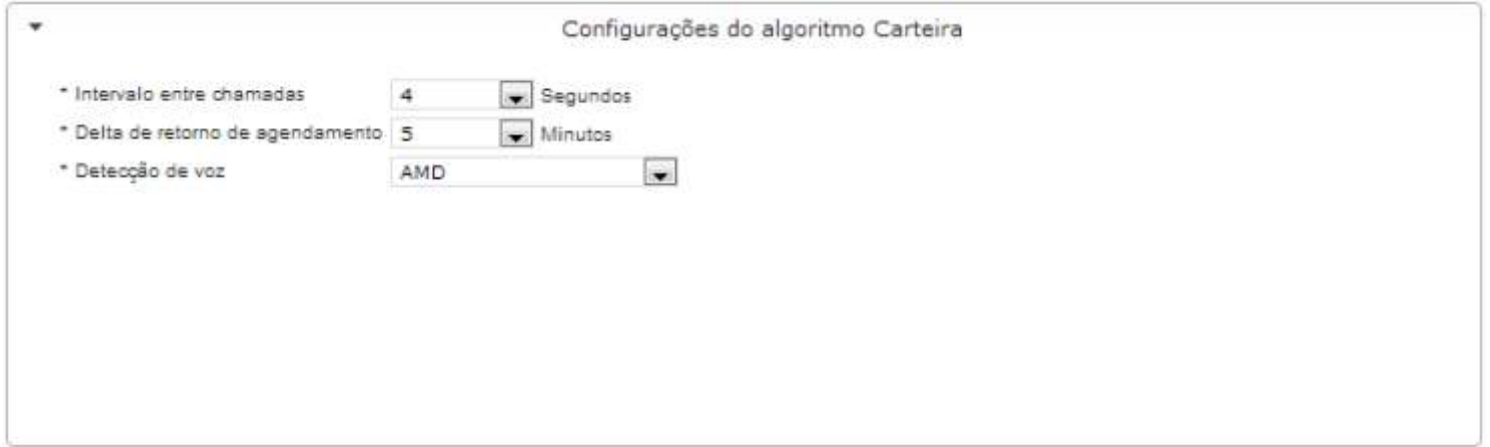 Configurações do algoritmo Carteira
* Intervalo entre chamadas 4 Segundos
* Delta de retorno de agendamento 5 Minutos
* Detecção de voz AMD